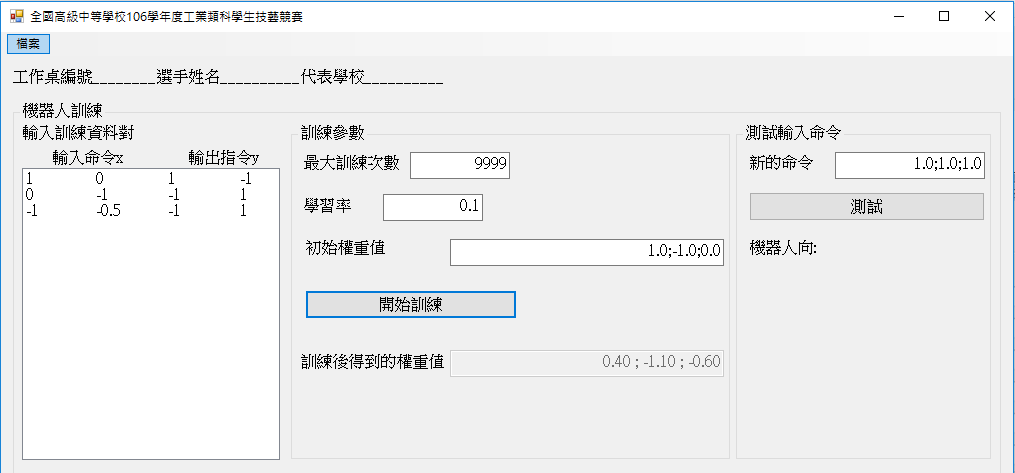 全國高級中等學校106學年度工業類科學生技藝競賽
檔案
工作桌編號________選手姓名__________代表學校__________
機器人訓練
輸入訓練資料對
輸入命令x 輸出指令y
1 0 1 -1
0 -1 -1 1
-1 -0.5 -1 1
訓練參數
最大訓練次數 9999
學習率 0.1
初始權重值 1.0;-1.0;0.0
開始訓練
訓練後得到的權重值 0.40 ; -1.10 ; -0.60
測試輸入命令
新的命令 1.0;1.0;1.0
測試
機器人向: